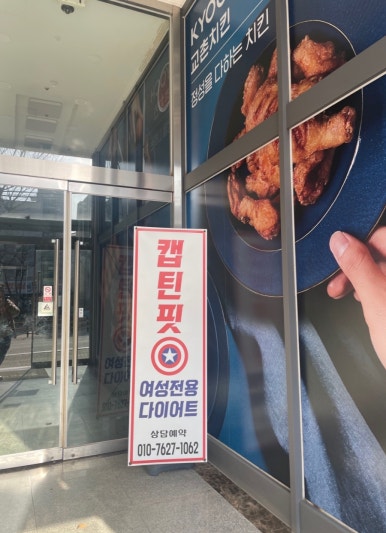 KYOC
교촌치킨
정성을 다하는 치킨
캡틴핏
여성전용
다이어트
상담예약
010-7627-1062